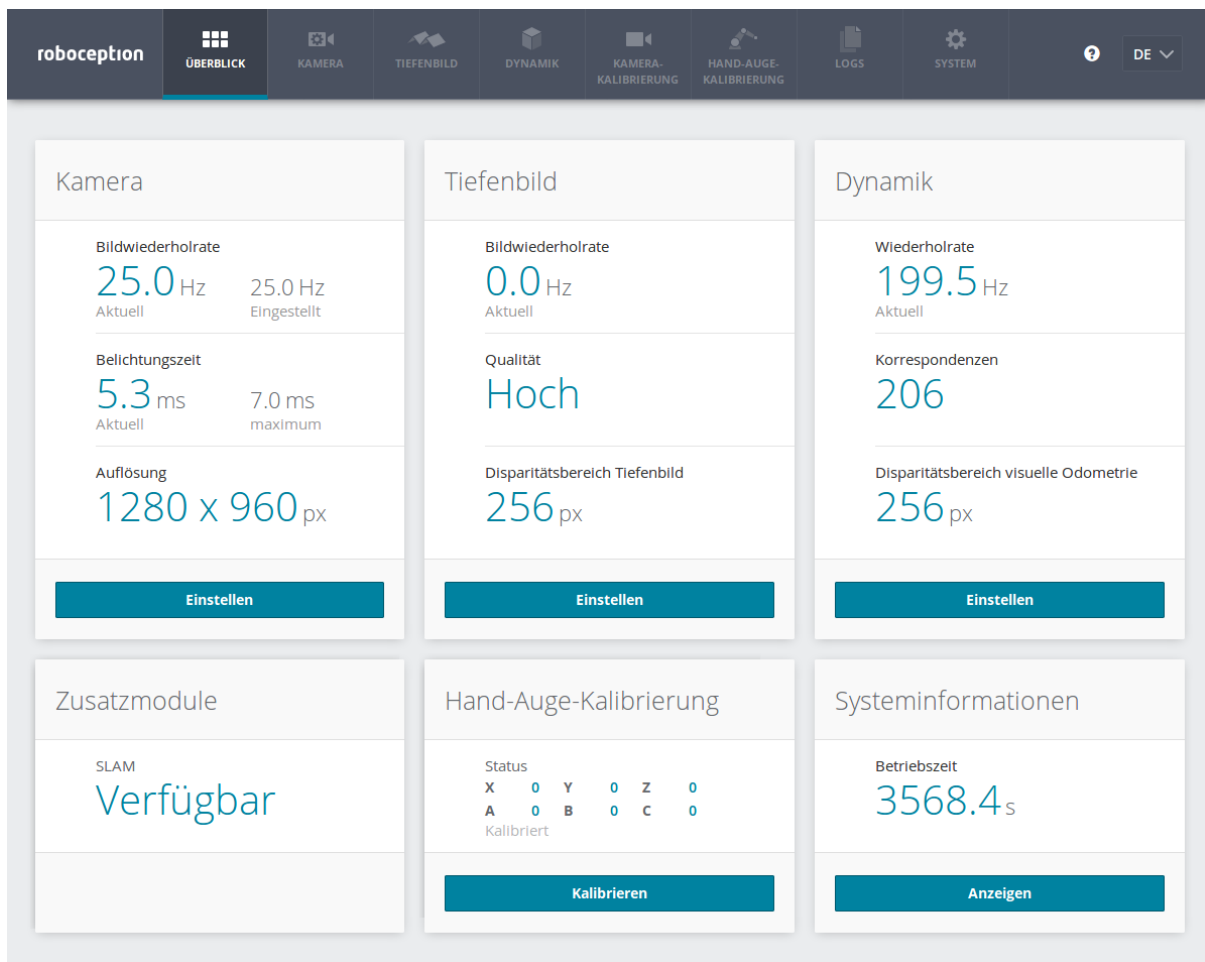 roboception
ÜBERBLICK
KAMERA
TIEFENBILD
DYNAMIK
KAMERA-
KALIBRIERUNG
HAND-AUGE-
KALIBRIERUNG
LOGS
SYSTEM
?
DE
Kamera
Bildwiederholrate
25.0 Hz 25.0 Hz
Aktuell Eingestellt
Belichtungszeit
5.3 ms 7.0 ms
Aktuell maximum
Auflösung
1280 x 960 px
Einstellen
Tiefenbild
Bildwiederholrate
0.0 Hz
Aktuell
Qualität
Hoch
Disparitätsbereich Tiefenbild
256 px
Einstellen
Dynamik
Wiederholrate
199.5 Hz
Aktuell
Korrespondenzen
206
Disparitätsbereich visuelle Odometrie
256 px
Einstellen
Zusatzmodule
SLAM
Verfügbar
Hand-Auge-Kalibrierung
Status
X 0 Y 0 Z 0
A 0 B 0 C 0
Kalibriert
Kalibrieren
Systeminformationen
Betriebszeit
3568.4 s
Anzeigen